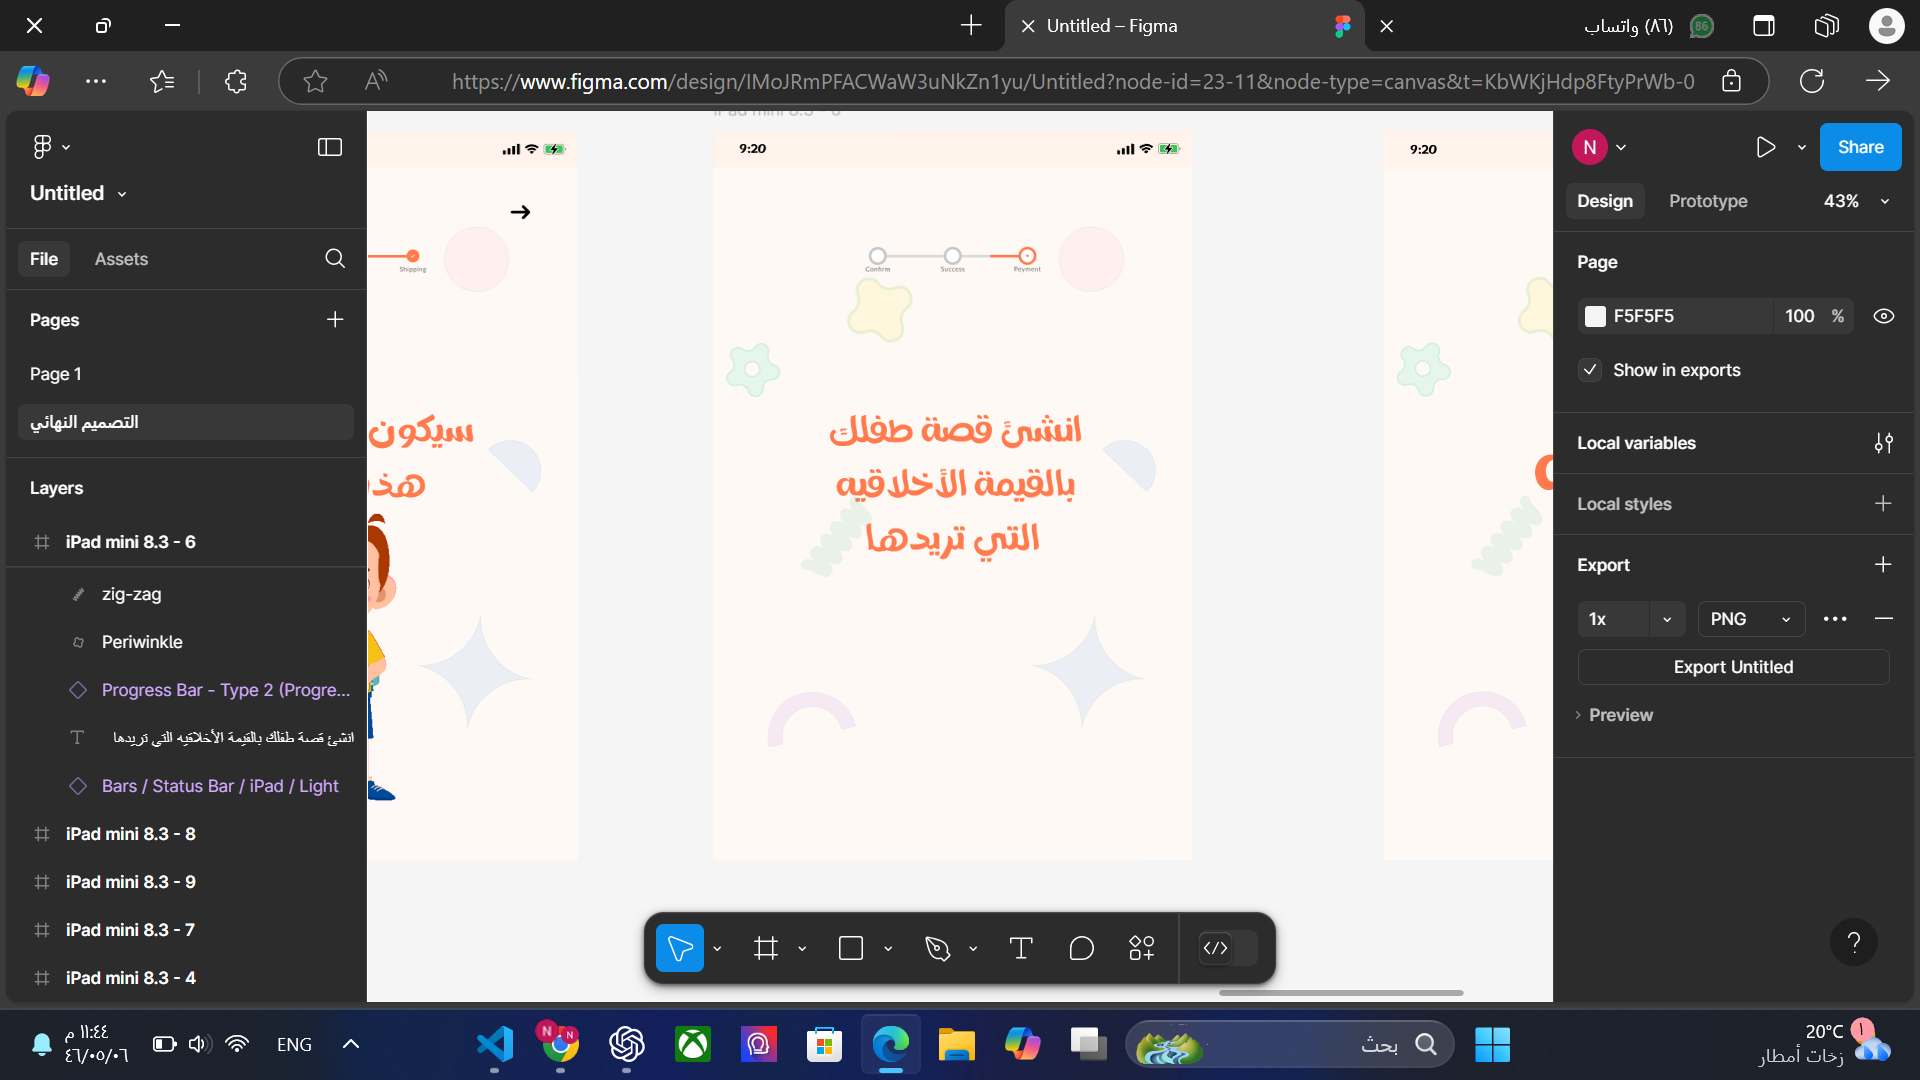 Untitled – Figma
(٨٦) واتساب
86
https://www.figma.com/design/IMoJRmPFACWaW3uNkZn1yu/Untitled?node-id=23-11&node-type=canvas&t=KbWKjHdp8FtyPrWb-0
Untitled
File
Assets
Pages
Page 1
التصميم النهائي
Layers
iPad mini 8.3 - 6
zig-zag
Periwinkle
Progress Bar - Type 2 (Progre...
انشئ قصة طفلك بالقيمة الأخلاقيه التي تريدها
Bars / Status Bar / iPad / Light
iPad mini 8.3 - 8
iPad mini 8.3 - 9
iPad mini 8.3 - 7
iPad mini 8.3 - 4
Shipping
سيكون
هذ
9:20
Confirm
Success
Peyment
انشئ قصة طفلك
بالقيمة الأخلاقيه
التي تريدها
9:20
N
Share
Design
Prototype
43%
Page
F5F5F5
100 %
Show in exports
Local variables
Local styles
Export
1x
PNG
Export Untitled
Preview
?
١١:٤٤ م
٤٦/٠٥/٠٦
ENG
N
N
بحث
20°C
زخات أمطار
١